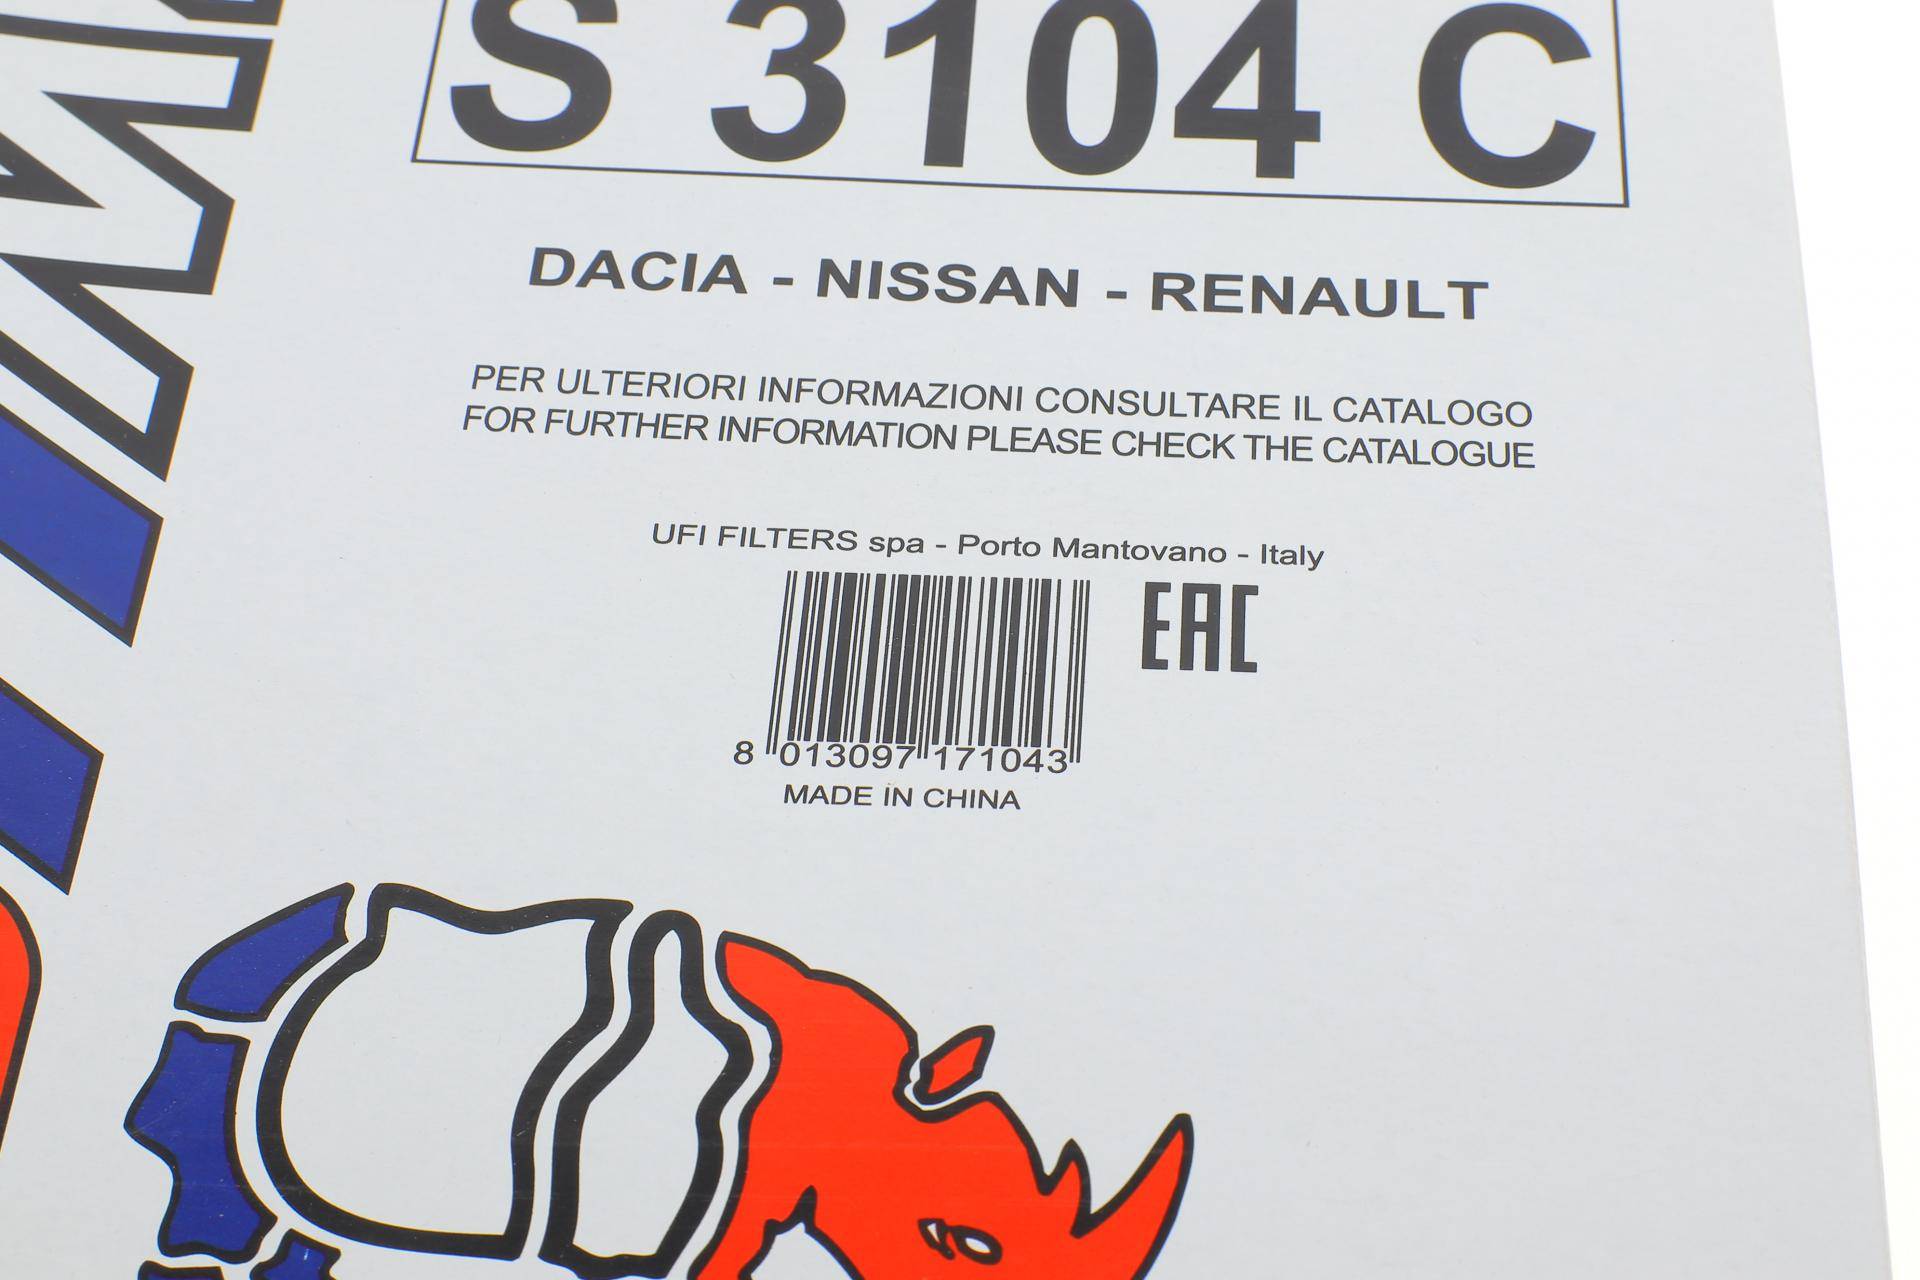 S 3104 C
DACIA - NISSAN - RENAULT
PER ULTERIORI INFORMAZIONI CONSULTARE IL CATALOGO
FOR FURTHER INFORMATION PLEASE CHECK THE CATALOGUE
UFI FILTERS spa - Porto Mantovano - Italy
EAC
8 013097 171043
MADE IN CHINA